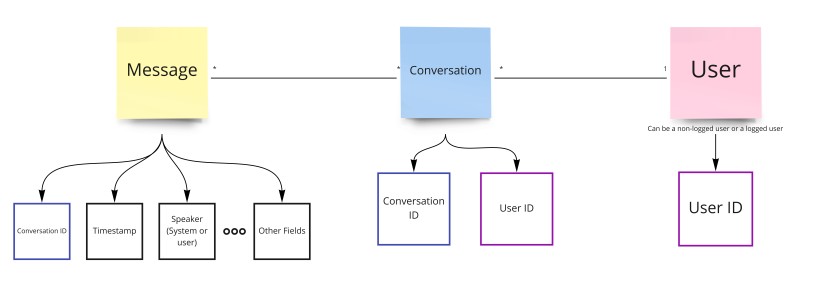 Message
*
*
Conversation
*
1
User
Can be a non-logged user or a logged user
Conversation ID
Timestamp
Speaker
(System or
user)
Other Fields
Conversation
ID
User ID
User ID